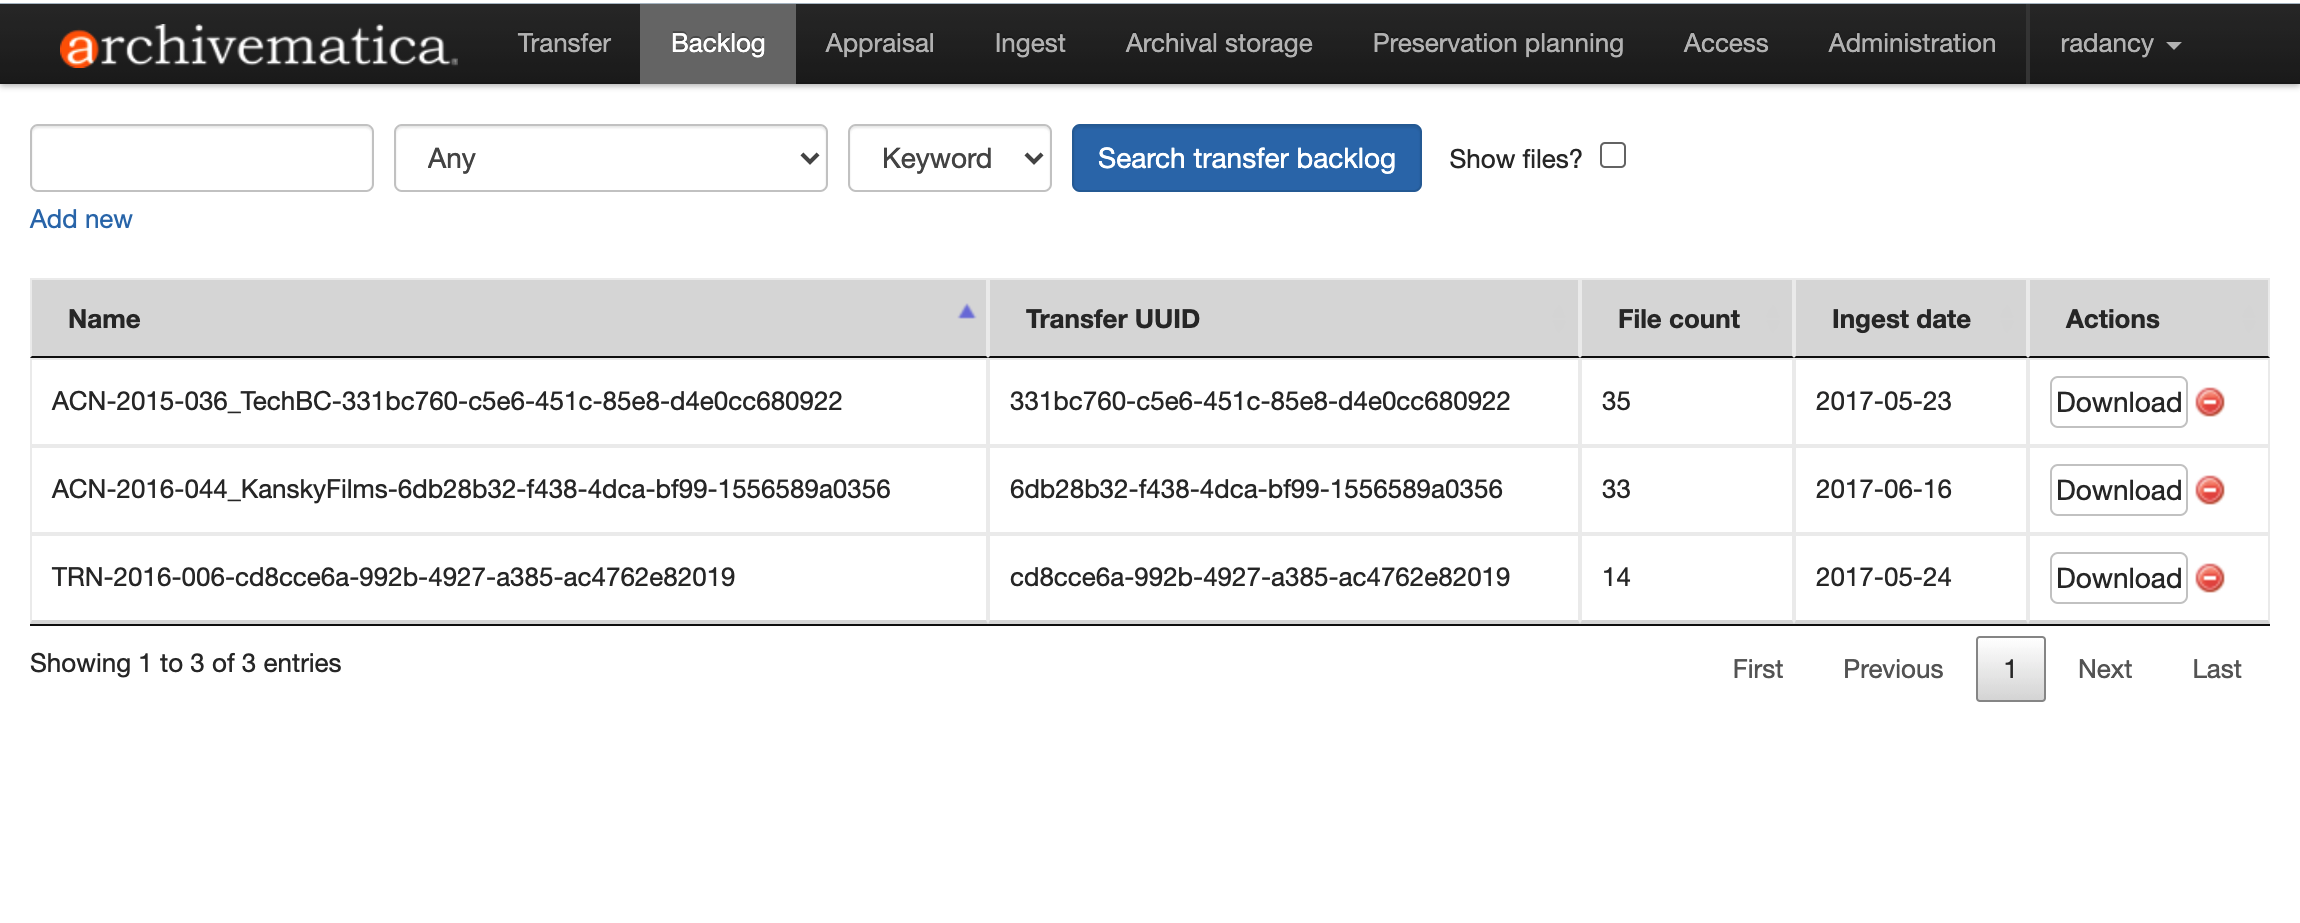 archivematica. Transfer Backlog Appraisal Ingest Archival storage Preservation planning Access Administration radancy
Any Keyword Search transfer backlog Show files?
Add new
Name Transfer UUID File count Ingest date Actions
ACN-2015-036_TechBC-331bc760-c5e6-451c-85e8-d4e0cc680922 331bc760-c5e6-451c-85e8-d4e0cc680922 35 2017-05-23 Download
ACN-2016-044_KanskyFilms-6db28b32-f438-4dca-bf99-1556589a0356 6db28b32-f438-4dca-bf99-1556589a0356 33 2017-06-16 Download
TRN-2016-006-cd8cce6a-992b-4927-a385-ac4762e82019 cd8cce6a-992b-4927-a385-ac4762e82019 14 2017-05-24 Download
Showing 1 to 3 of 3 entries First Previous 1 Next Last